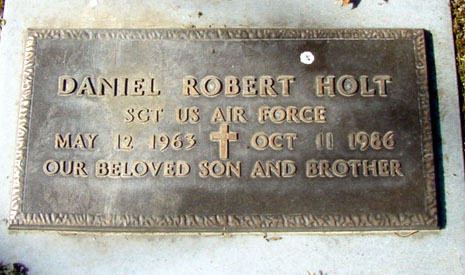 DANIEL ROBERT HOLT
SGT US AIR FORCE
MAY 12 1963 OCT 11 1986
OUR BELOVED SON AND BROTHER